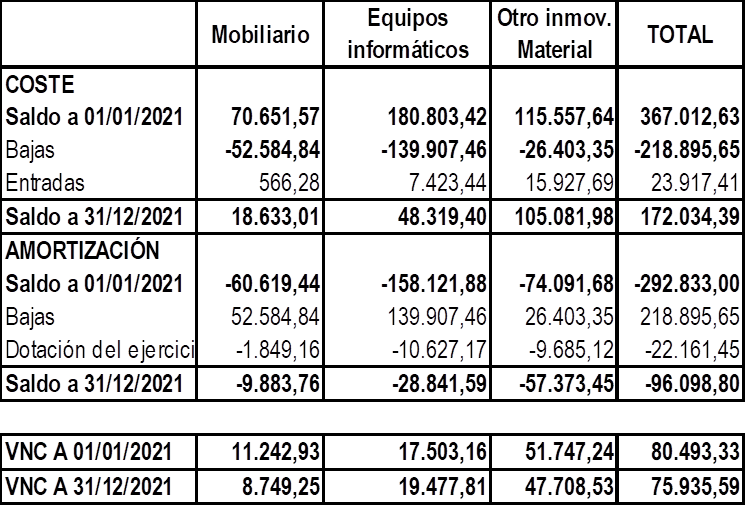 Mobiliario Equipos informáticos Otro inmov. Material TOTAL
COSTE
Saldo a 01/01/2021 70.651,57 180.803,42 115.557,64 367.012,63
Bajas -52.584,84 -139.907,46 -26.403,35 -218.895,65
Entradas 566,28 7.423,44 15.927,69 23.917,41
Saldo a 31/12/2021 18.633,01 48.319,40 105.081,98 172.034,39
AMORTIZACIÓN
Saldo a 01/01/2021 -60.619,44 -158.121,88 -74.091,68 -292.833,00
Bajas 52.584,84 139.907,46 26.403,35 218.895,65
Dotación del ejercici -1.849,16 -10.627,17 -9.685,12 -22.161,45
Saldo a 31/12/2021 -9.883,76 -28.841,59 -57.373,45 -96.098,80
VNC A 01/01/2021 11.242,93 17.503,16 51.747,24 80.493,33
VNC A 31/12/2021 8.749,25 19.477,81 47.708,53 75.935,59